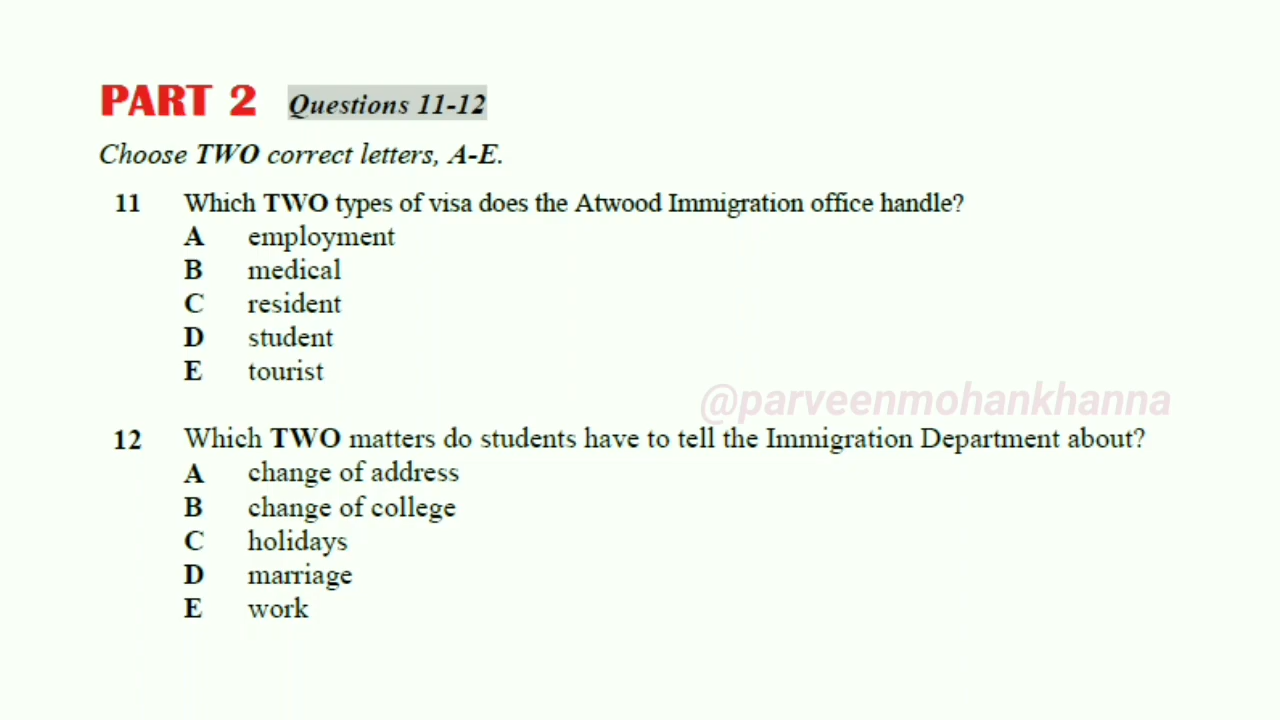 PART 2 Questions 11-12
Choose TWO correct letters, A-E.
11 Which TWO types of visa does the Atwood Immigration office handle?
A employment
B medical
C resident
D student
E tourist
@parveenmohankhanna
12 Which TWO matters do students have to tell the Immigration Department about?
A change of address
B change of college
C holidays
D marriage
E work